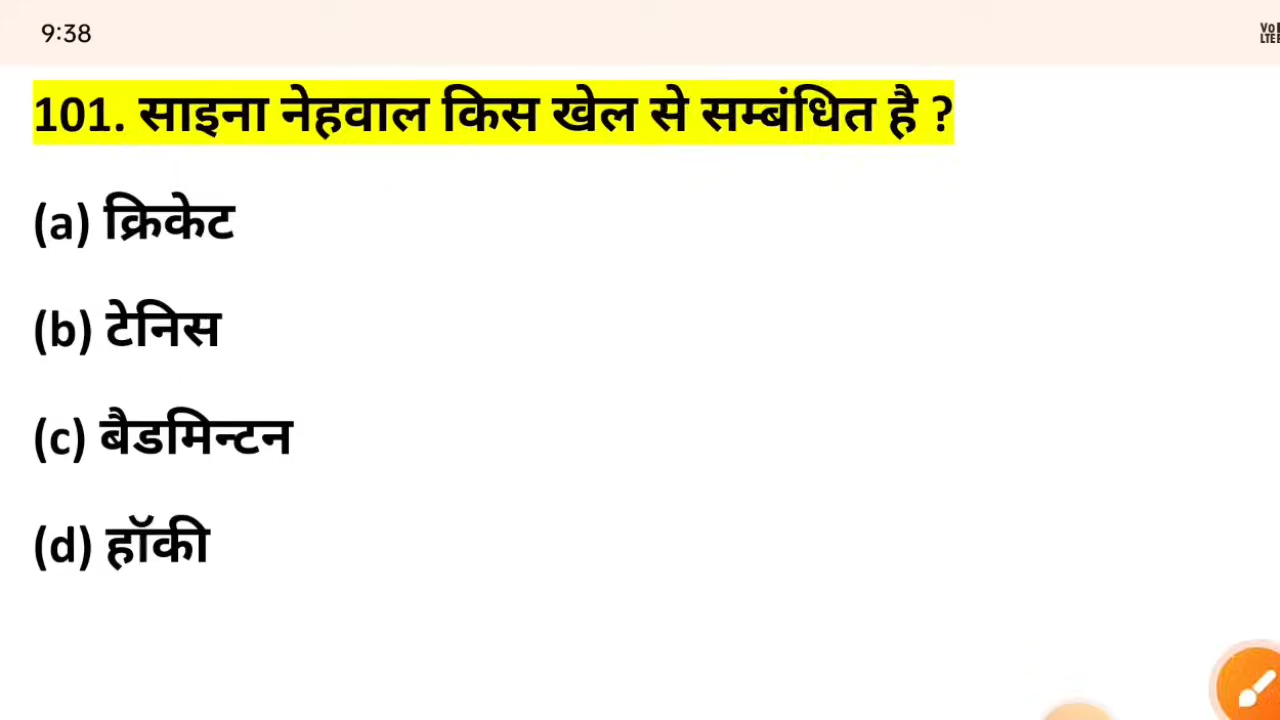 9:38
101. साइना नेहवाल किस खेल से सम्बंधित है ?
(a) क्रिकेट
(b) टेनिस
(c) बैडमिन्टन
(d) हॉकी